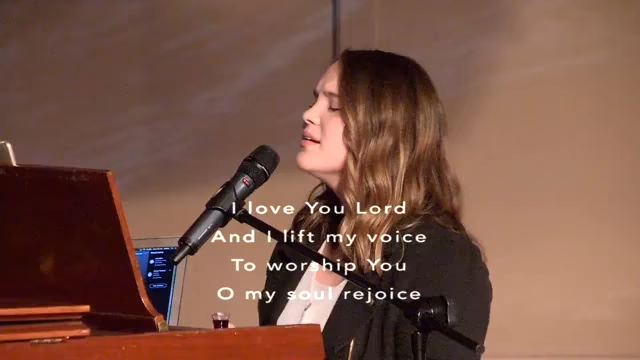 I love You Lord
And I lift my voice
To worship You
O my soul rejoice